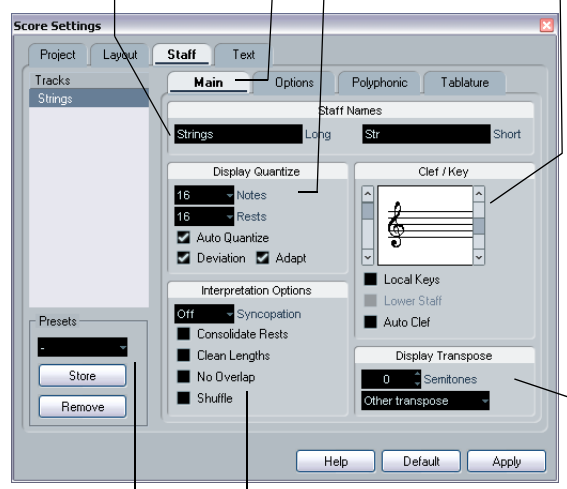 Score Settings
Project Layout Staff Text
Tracks
Strings
Main Options Polyphonic Tablature
Staff Names
Strings Long Str Short
Display Quantize
16 Notes
16 Rests
Auto Quantize
Deviation Adapt
Clef / Key
Local Keys
Lower Staff
Auto Clef
Interpretation Options
Off Syncopation
Consolidate Rests
Clean Lengths
No Overlap
Shuffle
Display Transpose
0 Semitones
Other transpose
Presets
-
Store
Remove
Help Default Apply